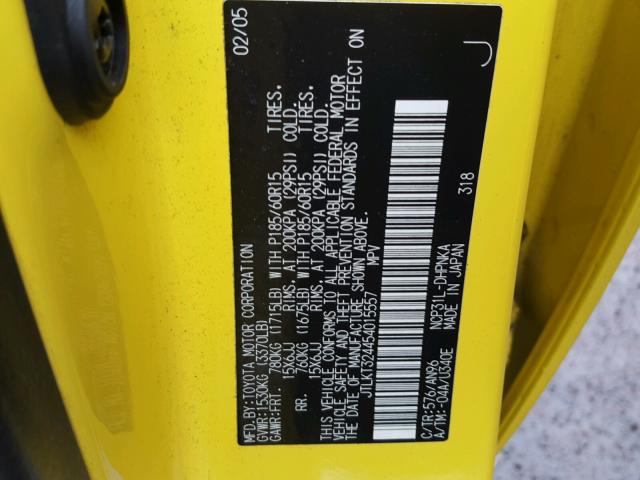 MFD.BY:TOYOTA MOTOR CORPORATION 02/05
GVWR:1530KG (3370LB)
GAWR:FRT. 780KG (1715LB) WITH P185/60R15 TIRES.
15X6JJ RIMS. AT 200KPA (29PSI) COLD.
RR. 760KG (1675LB) WITH P185/60R15 TIRES.
15X6JJ RIMS. AT 200KPA (29PSI) COLD.
THIS VEHICLE CONFORMS TO ALL APPLICABLE FEDERAL MOTOR
VEHICLE SAFETY AND THEFT PREVENTION STANDARDS IN EFFECT ON
THE DATE OF MANUFACTURE SHOWN ABOVE.
JTLKT324454015557 MPV
C/TR:576/AW96 NCP31L-DHPNKA 318
A/TM:-04A/U340E MADE IN JAPAN
J